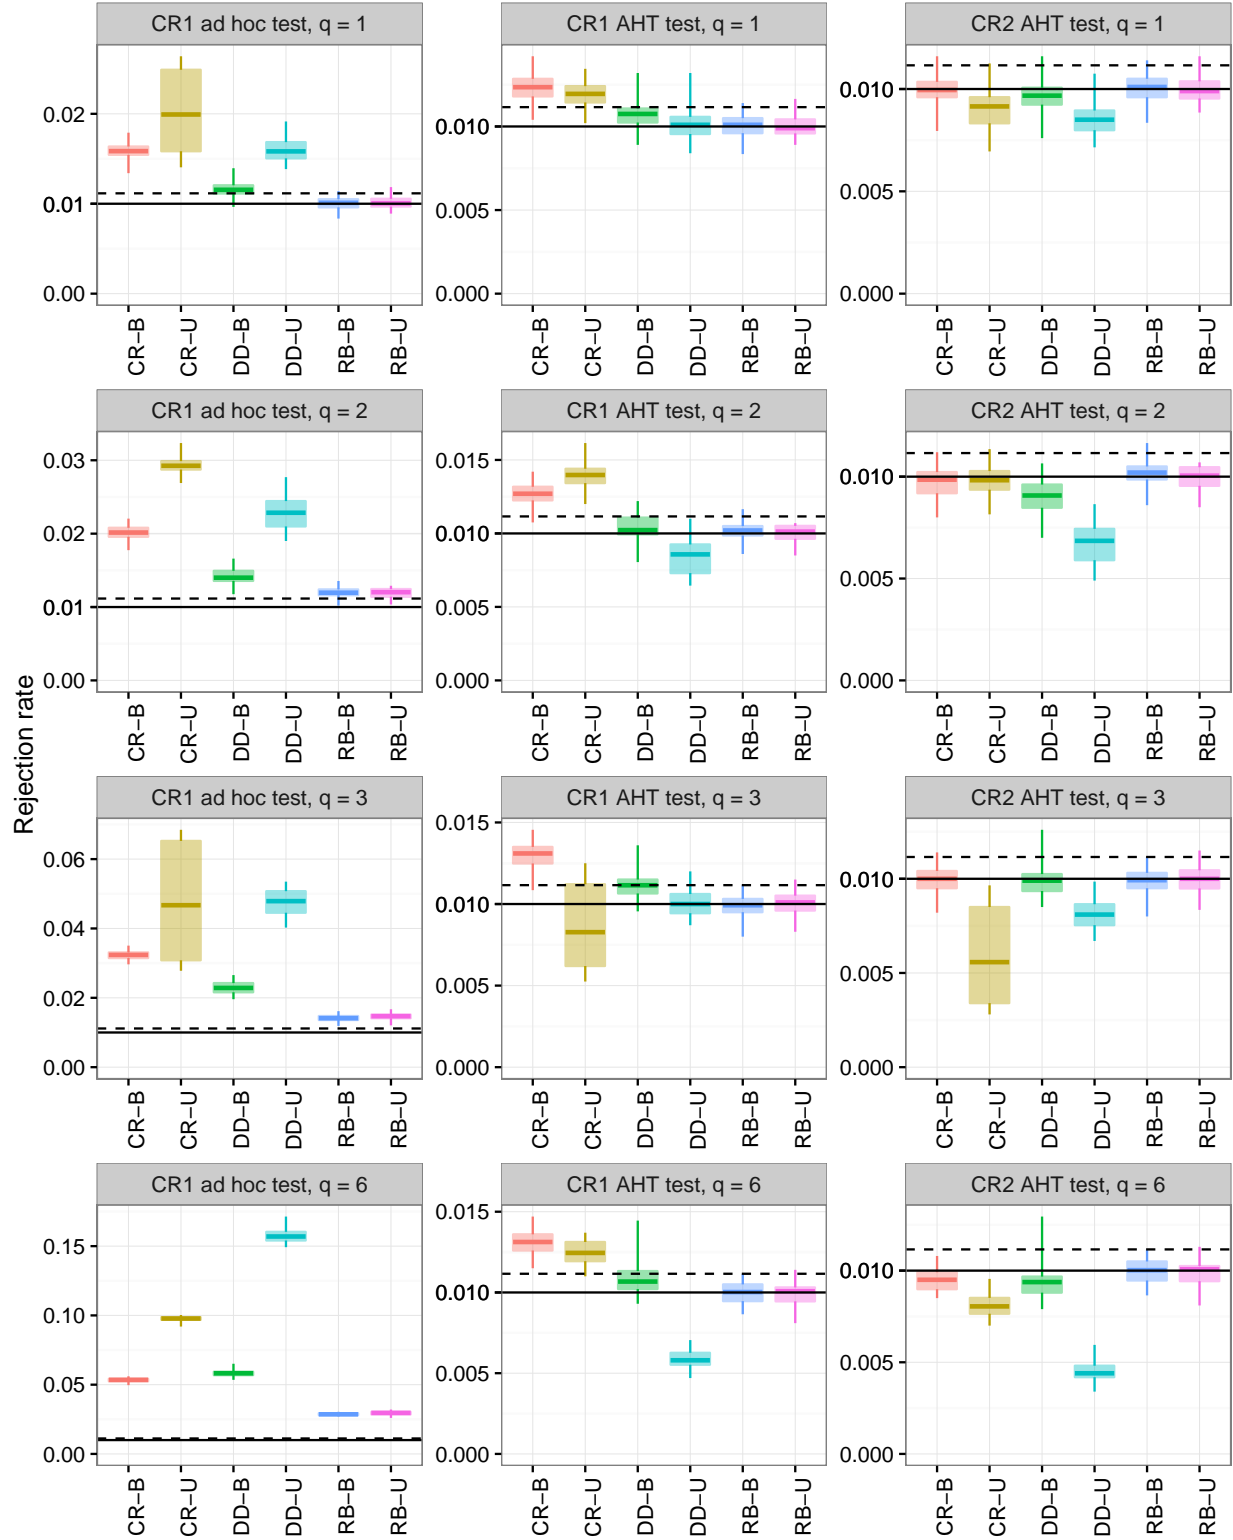 CR1 ad hoc test, q = 1
CR1 AHT test, q = 1
CR2 AHT test, q = 1
0.02
0.01
0.00
0.010
0.005
0.000
0.010
0.005
0.000
CR−B CR−U DD−B DD−U RB−B RB−U
CR−B CR−U DD−B DD−U RB−B RB−U
CR−B CR−U DD−B DD−U RB−B RB−U
CR1 ad hoc test, q = 2
CR1 AHT test, q = 2
CR2 AHT test, q = 2
0.03
0.02
0.01
0.00
0.015
0.010
0.005
0.000
0.010
0.005
0.000
CR−B CR−U DD−B DD−U RB−B RB−U
CR−B CR−U DD−B DD−U RB−B RB−U
CR−B CR−U DD−B DD−U RB−B RB−U
Rejection rate
CR1 ad hoc test, q = 3
CR1 AHT test, q = 3
CR2 AHT test, q = 3
0.06
0.04
0.02
0.00
0.015
0.010
0.005
0.000
0.010
0.005
0.000
CR−B CR−U DD−B DD−U RB−B RB−U
CR−B CR−U DD−B DD−U RB−B RB−U
CR−B CR−U DD−B DD−U RB−B RB−U
CR1 ad hoc test, q = 6
CR1 AHT test, q = 6
CR2 AHT test, q = 6
0.15
0.10
0.05
0.00
0.015
0.010
0.005
0.000
0.010
0.005
0.000
CR−B CR−U DD−B DD−U RB−B RB−U
CR−B CR−U DD−B DD−U RB−B RB−U
CR−B CR−U DD−B DD−U RB−B RB−U